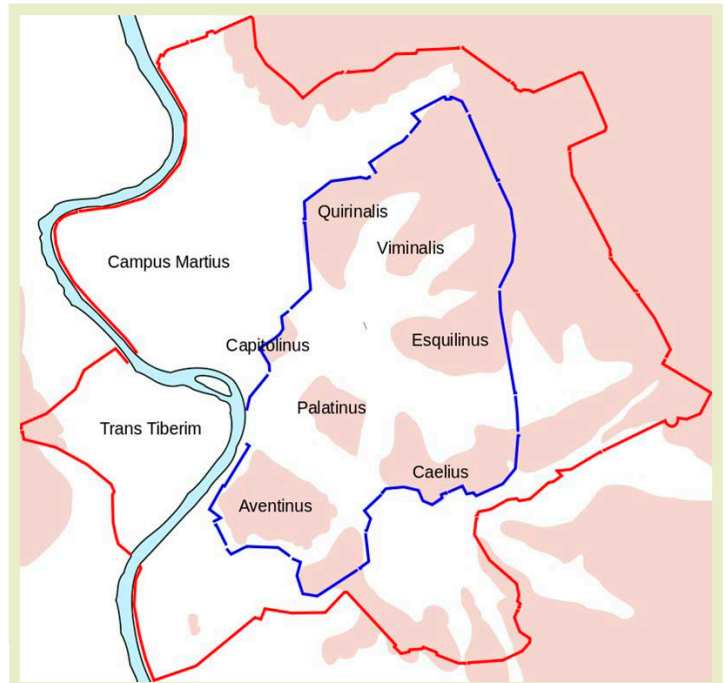 Quirinalis
Viminalis
Campus Martius
Esquilinus
Capitolinus
Palatinus
Trans Tiberim
Caelius
Aventinus